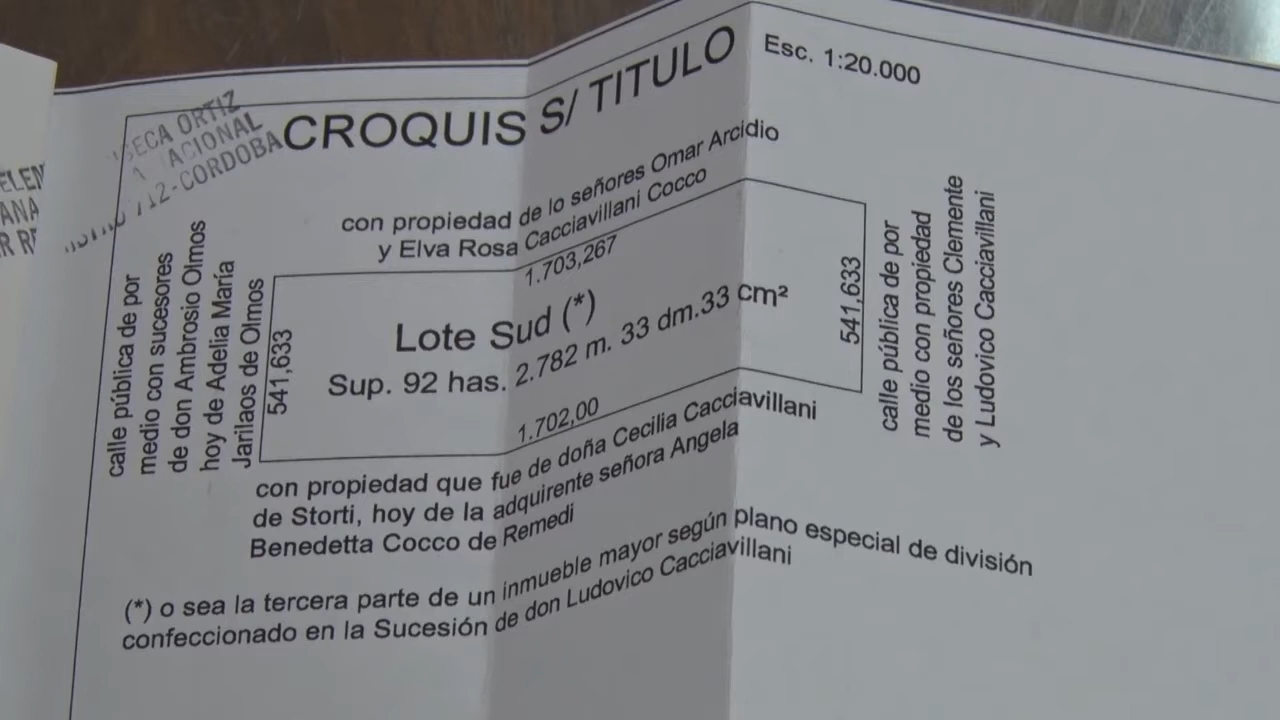 CROQUIS S/ TITULO
Esc. 1:20.000
ORTIZ
ACIONAL
-CORDOBA
con propiedad de lo señores Omar Arcidio
y Elva Rosa Cacciavillani Cocco
calle pública de por
medio con sucesores
de don Ambrosio Olmos
hoy de Adelia María
Jarilaos de Olmos
541,633
1.703,267
Lote Sud (*)
Sup. 92 has. 2.782 m. 33 dm.33 cm²
1.702,00
541,633
calle pública de por
medio con propiedad
de los señores Clemente
y Ludovico Cacciavillani
con propiedad que fue de doña Cecilia Cacciavillani
de Storti, hoy de la adquirente señora Angela
Benedetta Cocco de Remedi
(*) o sea la tercera parte de un inmueble mayor según plano especial de división
confeccionado en la Sucesión de don Ludovico Cacciavillani